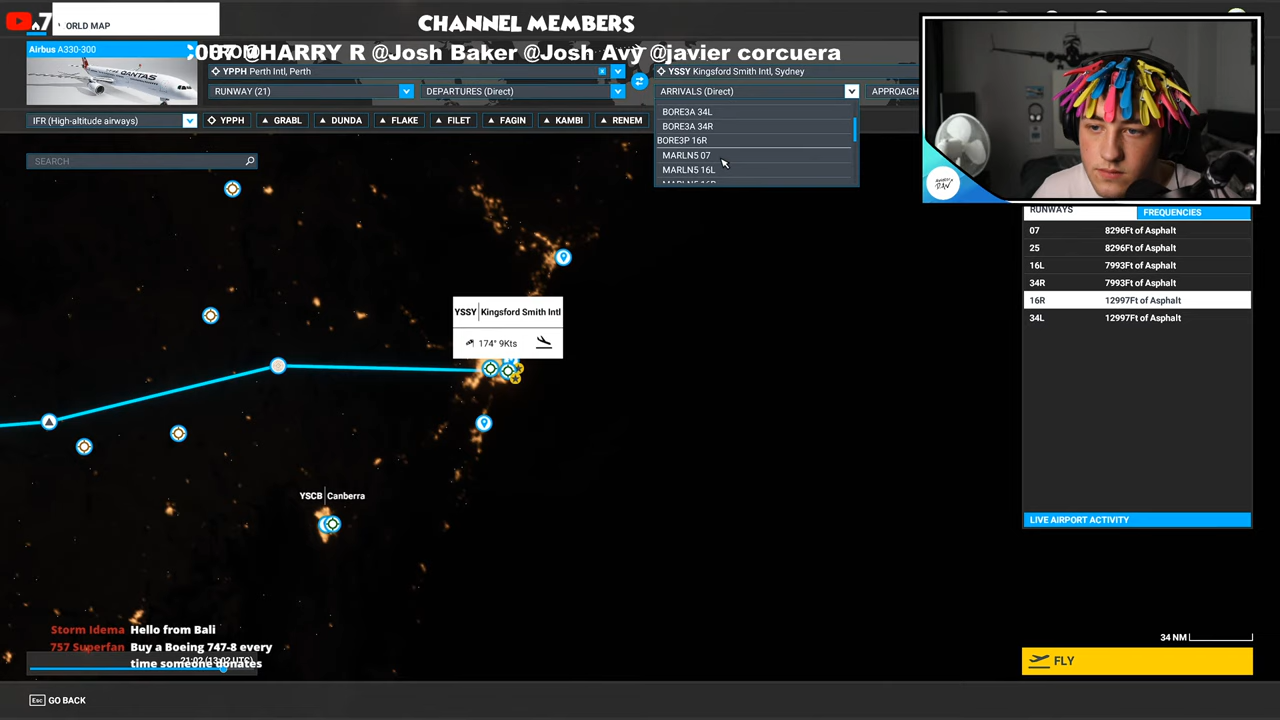 ORLD MAP
CHANNEL MEMBERS
@HARRY R @Josh Baker @Josh Avy @javier corcuera
Airbus A330-300
YPPH Perth Intl, Perth
YSSY Kingsford Smith Intl, Sydney
RUNWAY (21)
DEPARTURES (Direct)
ARRIVALS (Direct)
APPROACH
IFR (High-altitude airways)
YPPH
GRABL
DUNDA
FLAKE
FILET
FAGIN
KAMBI
RENEM
BORE3A 34L
BORE3A 34R
BORE3P 16R
MARLN5 07
MARLN5 16L
SEARCH
QANTAS
RUNWAYS
FREQUENCIES
07 8296Ft of Asphalt
25 8296Ft of Asphalt
16L 7993Ft of Asphalt
34R 7993Ft of Asphalt
16R 12997Ft of Asphalt
34L 12997Ft of Asphalt
YSSY Kingsford Smith Intl
174° 9Kts
YSCB Canberra
LIVE AIRPORT ACTIVITY
Storm Idema Hello from Bali
757 Superfan Buy a Boeing 747-8 every
time someone donates
34 NM
FLY
Esc GO BACK